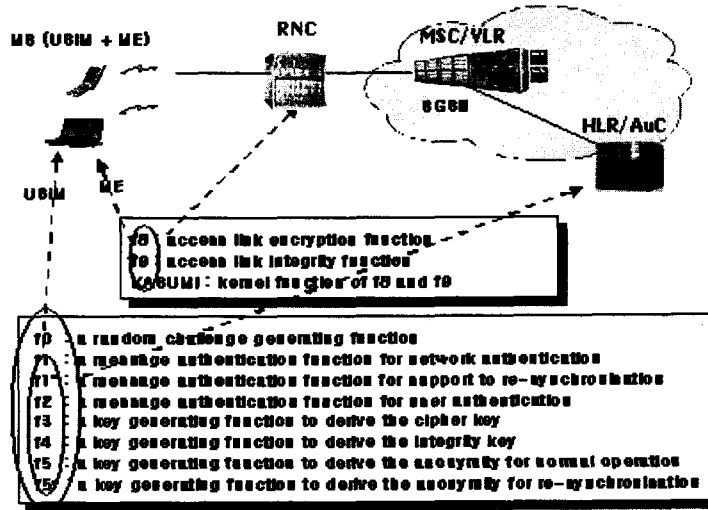 MS (USIM + ME)
RNC
MSC/VLR
SGSN
HLR/AuC
USIM
ME
f8 : access link encryption function
f9 : access link integrity function
KASUMI : kernel function of f8 and f9
f0 : a random challenge generating function
f1 : a message authentication function for network authentication
f1* : a message authentication function for support to re-synchronisation
f2 : a message authentication function for user authentication
f3 : a key generating function to derive the cipher key
f4 : a key generating function to derive the integrity key
f5 : a key generating function to derive the anonymity for normal operation
f5* : a key generating function to derive the anonymity for re-synchronisation